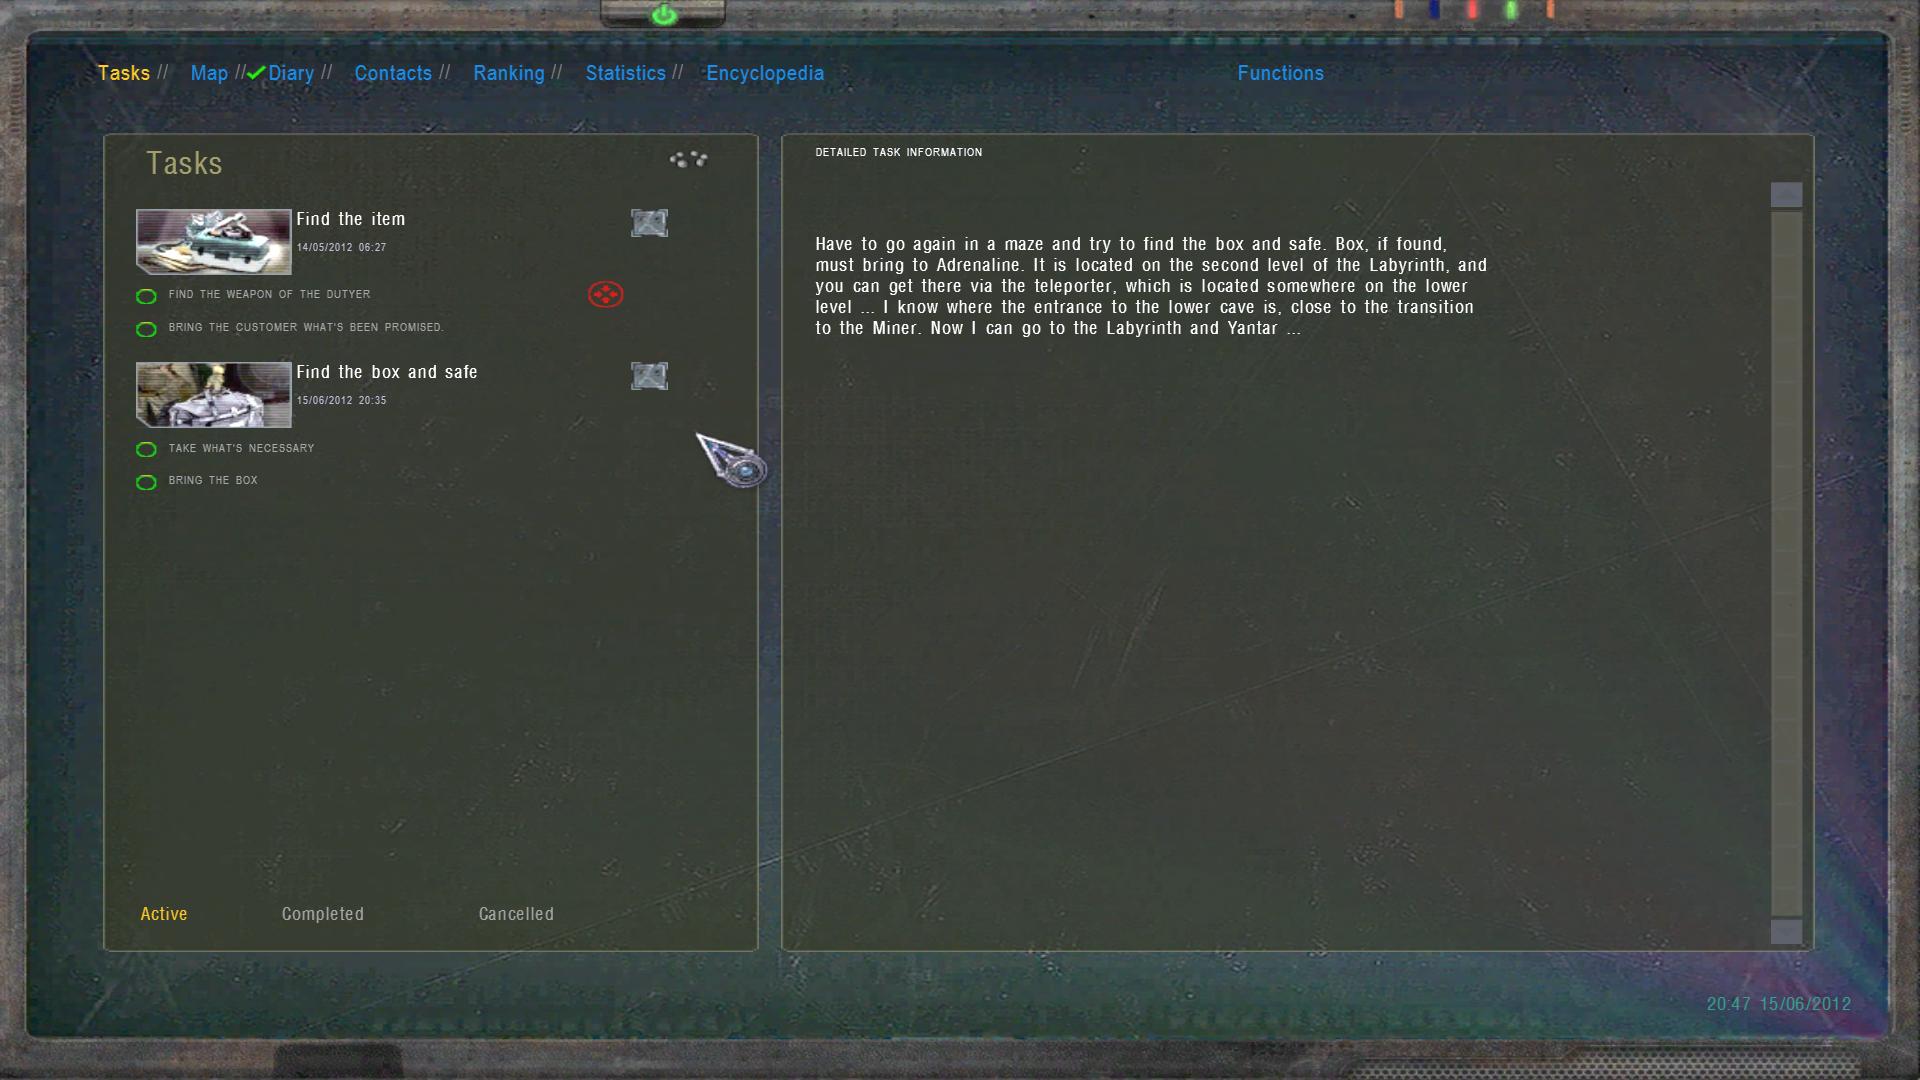 Tasks // Map // Diary // Contacts // Ranking // Statistics // Encyclopedia Functions
Tasks
Find the item
14/05/2012 06:27
FIND THE WEAPON OF THE DUTYER
BRING THE CUSTOMER WHAT'S BEEN PROMISED.
Find the box and safe
15/06/2012 20:35
TAKE WHAT'S NECESSARY
BRING THE BOX
Active Completed Cancelled
DETAILED TASK INFORMATION
Have to go again in a maze and try to find the box and safe. Box, if found,
must bring to Adrenaline. It is located on the second level of the Labyrinth, and
you can get there via the teleporter, which is located somewhere on the lower
level ... I know where the entrance to the lower cave is, close to the transition
to the Miner. Now I can go to the Labyrinth and Yantar ...
20:47 15/06/2012